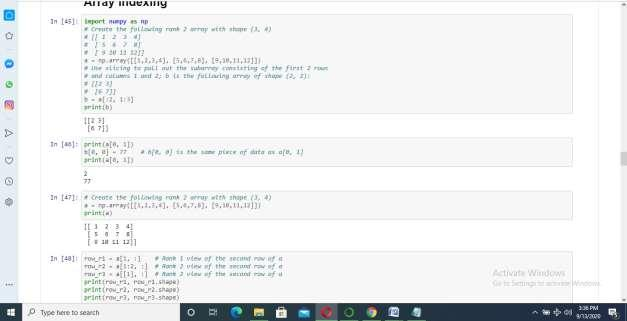 Array Indexing
In [45]: import numpy as np
# Create the following rank 2 array with shape (3, 4)
# [[ 1 2 3 4]
# [ 5 6 7 8]
# [ 9 10 11 12]]
a = np.array([[1,2,3,4], [5,6,7,8], [9,10,11,12]])
# Use slicing to pull out the subarray consisting of the first 2 rows
# and columns 1 and 2; b is the following array of shape (2, 2):
# [[2 3]
# [6 7]]
b = a[:2, 1:3]
print(b)
[[2 3]
[6 7]]
In [46]: print(a[0, 1])
b[0, 0] = 77 # b[0, 0] is the same piece of data as a[0, 1]
print(a[0, 1])
2
77
In [47]: # Create the following rank 2 array with shape (3, 4)
a = np.array([[1,2,3,4], [5,6,7,8], [9,10,11,12]])
print(a)
[[ 1 2 3 4]
[ 5 6 7 8]
[ 9 10 11 12]]
In [48]: row_r1 = a[1, :] # Rank 1 view of the second row of a
row_r2 = a[1:2, :] # Rank 2 view of the second row of a
row_r3 = a[[1], :] # Rank 2 view of the second row of a
print(row_r1, row_r1.shape)
print(row_r2, row_r2.shape)
print(row_r3, row_r3.shape)
Activate Windows
Go to Settings to activate Windows.
Type here to search
3:36 PM
9/13/2020